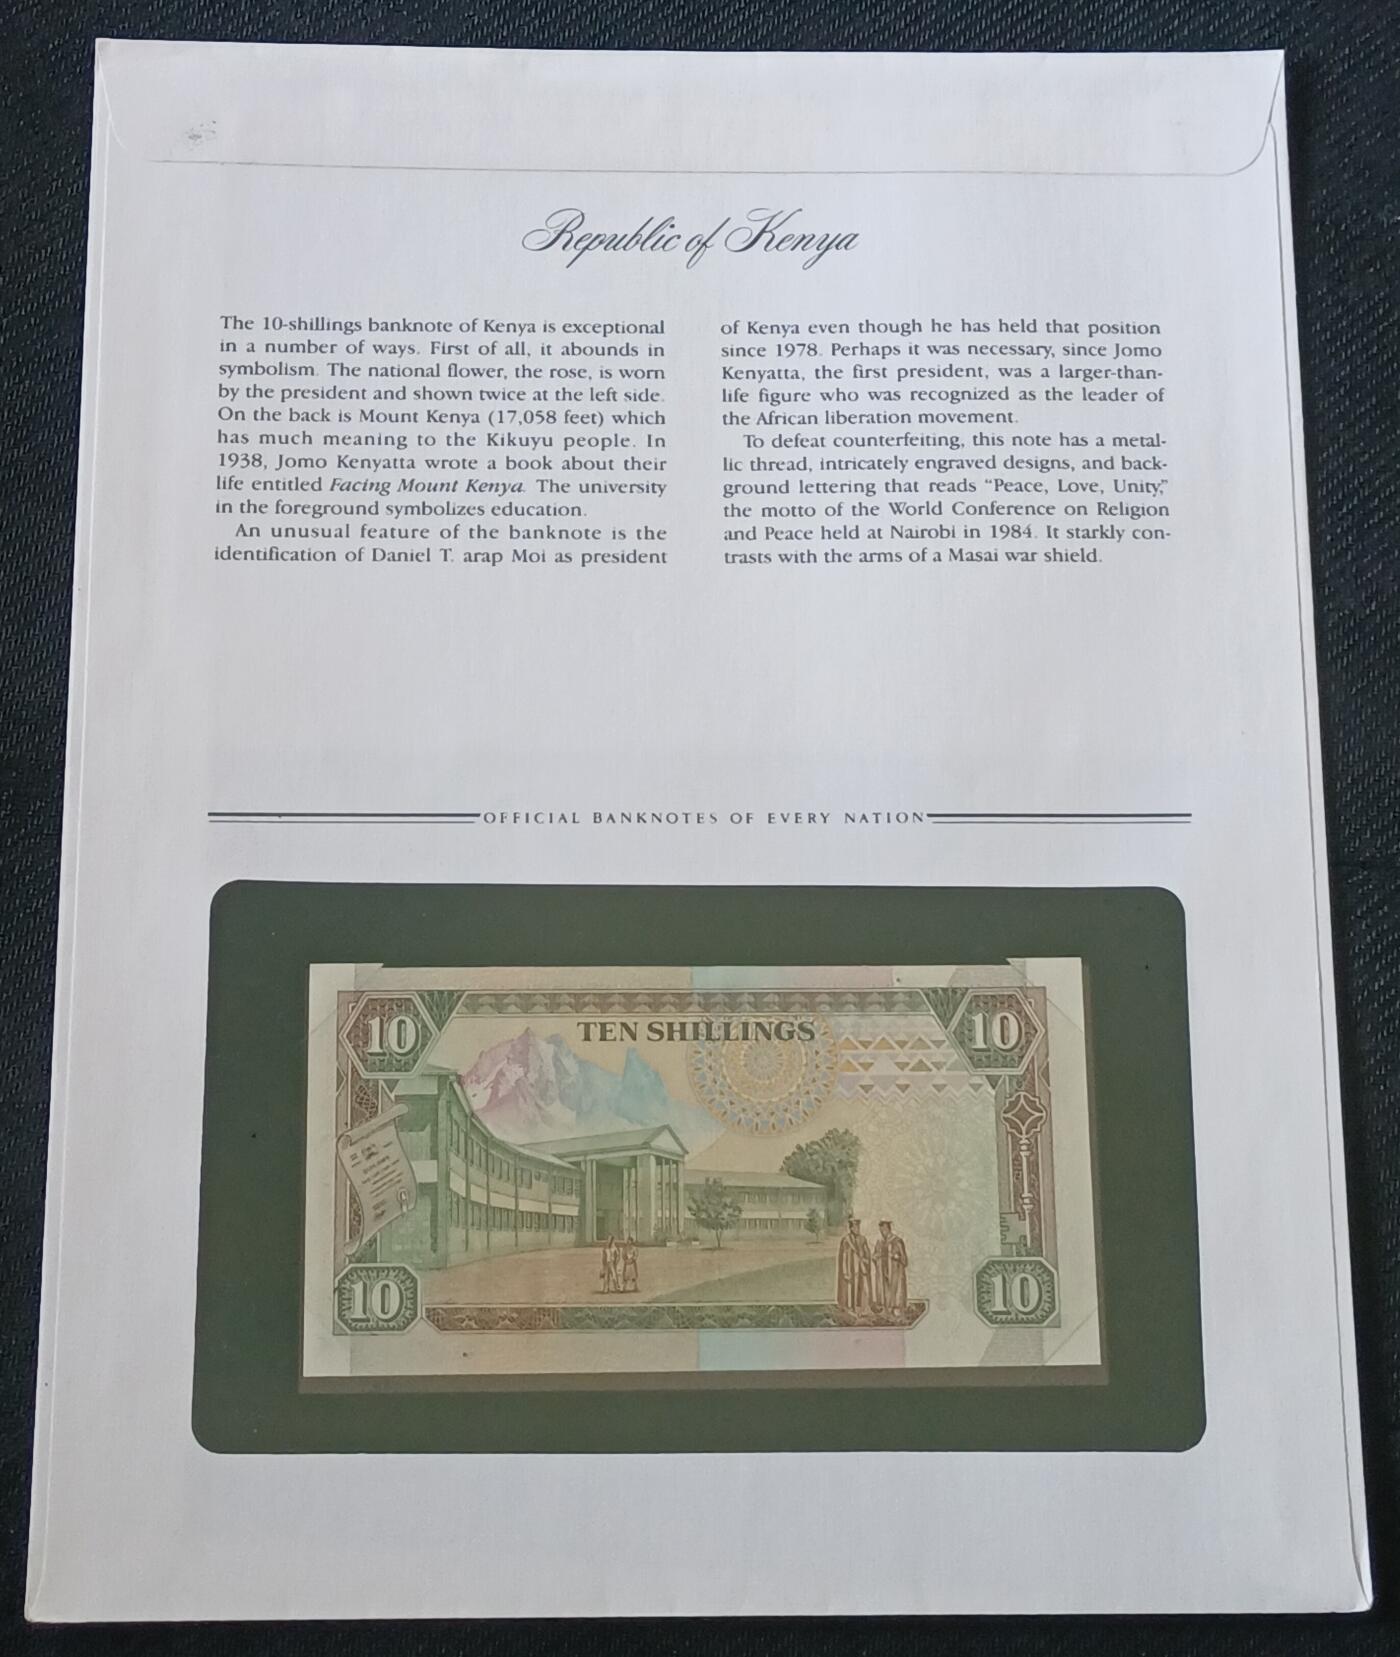 Republic of Kenya
The 10-shillings banknote of Kenya is exceptional
in a number of ways. First of all, it abounds in
symbolism. The national flower, the rose, is worn
by the president and shown twice at the left side.
On the back is Mount Kenya (17,058 feet) which
has much meaning to the Kikuyu people. In
1938, Jomo Kenyatta wrote a book about their
life entitled Facing Mount Kenya. The university
in the foreground symbolizes education.
An unusual feature of the banknote is the
identification of Daniel T. arap Moi as president
of Kenya even though he has held that position
since 1978. Perhaps it was necessary, since Jomo
Kenyatta, the first president, was a larger-than-
life figure who was recognized as the leader of
the African liberation movement.
To defeat counterfeiting, this note has a metal-
lic thread, intricately engraved designs, and back-
ground lettering that reads “Peace, Love, Unity,”
the motto of the World Conference on Religion
and Peace held at Nairobi in 1984. It starkly con-
trasts with the arms of a Masai war shield.
OFFICIAL BANKNOTES OF EVERY NATION
10
TEN SHILLINGS
10
10
10